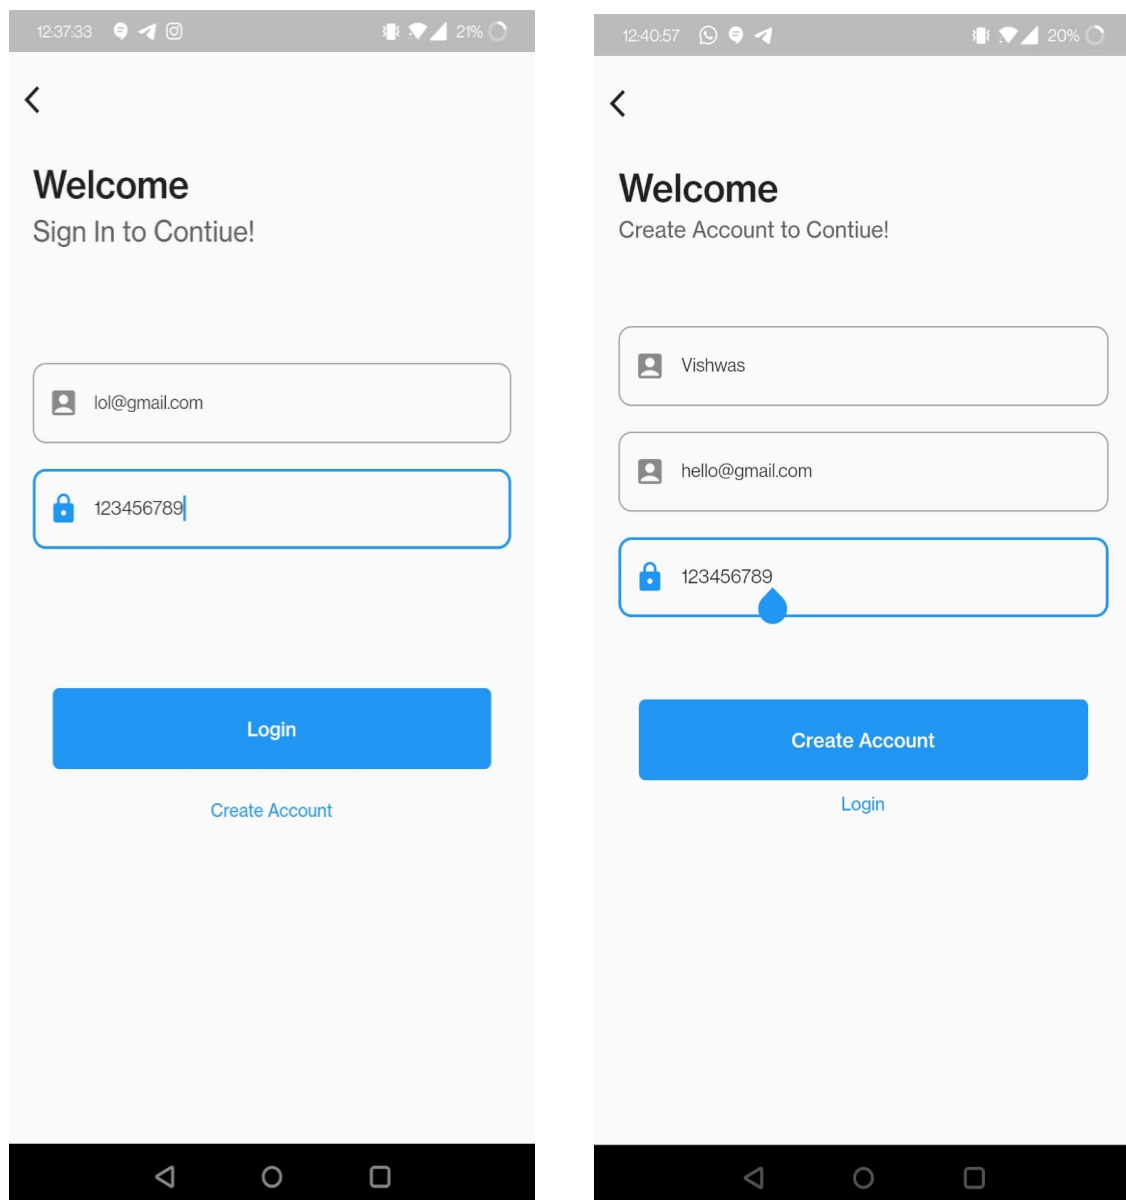 12:37:33 21%
Welcome
Sign In to Contiue!
lol@gmail.com
123456789
Login
Create Account
12:40:57 20%
Welcome
Create Account to Contiue!
Vishwas
hello@gmail.com
123456789
Create Account
Login